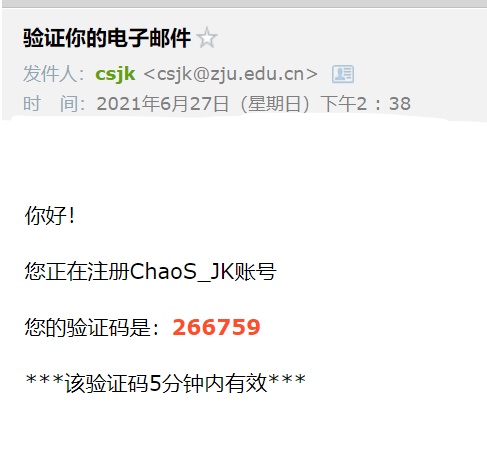 验证你的电子邮件
发件人：csjk <csjk@zju.edu.cn>
时　间：2021年6月27日（星期日）下午2：38
你好！
您正在注册ChaoS_JK账号
您的验证码是：266759
***该验证码5分钟内有效***